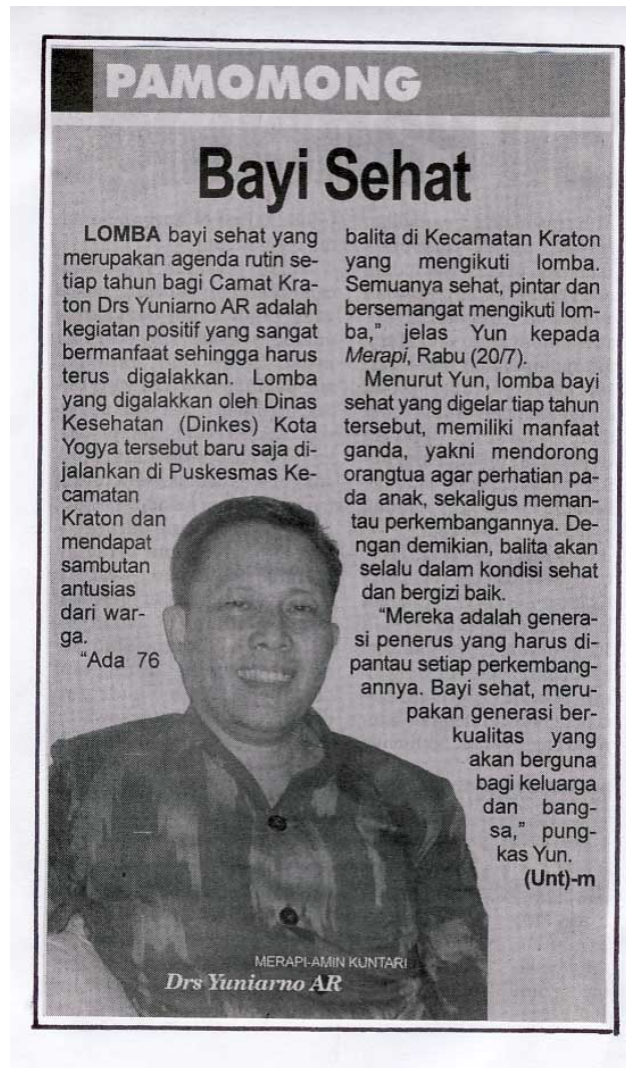 PAMOMONG
Bayi Sehat
LOMBA bayi sehat yang
merupakan agenda rutin se-
tiap tahun bagi Camat Kra-
ton Drs Yuniarno AR adalah
kegiatan positif yang sangat
bermanfaat sehingga harus
terus digalakkan. Lomba
yang digalakkan oleh Dinas
Kesehatan (Dinkes) Kota
Yogya tersebut baru saja di-
jalankan di Puskesmas Ke-
camatan
Kraton dan
mendapat
sambutan
antusias
dari war-
ga.
"Ada 76
balita di Kecamatan Kraton
yang mengikuti lomba.
Semuanya sehat, pintar dan
bersemangat mengikuti lom-
ba," jelas Yun kepada
Merapi, Rabu (20/7).
Menurut Yun, lomba bayi
sehat yang digelar tiap tahun
tersebut, memiliki manfaat
ganda, yakni mendorong
orangtua agar perhatian pa-
da anak, sekaligus meman-
tau perkembangannya. De-
ngan demikian, balita akan
selalu dalam kondisi sehat
dan bergizi baik.
"Mereka adalah genera-
si penerus yang harus di-
pantau setiap perkembang-
annya. Bayi sehat, meru-
pakan generasi ber-
kualitas yang
akan berguna
bagi keluarga
dan bang-
sa," pung-
kas Yun.
(Unt)-m
MERAPI-AMIN KUNTARI
Drs Yuniarno AR